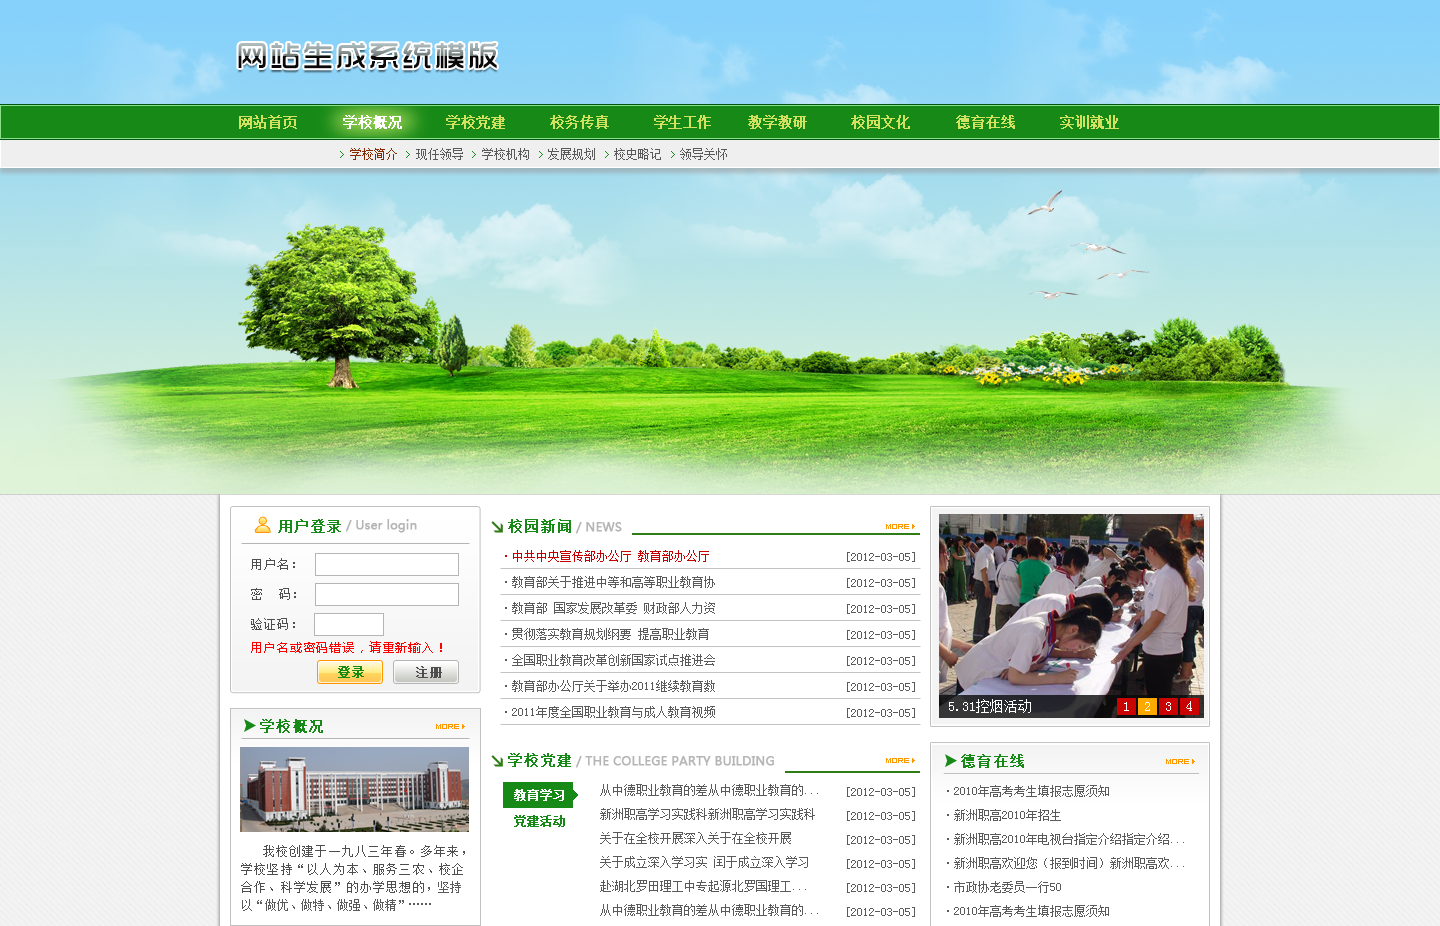 网站生成系统模版
网站首页 学校概况 学校党建 校务传真 学生工作 教学教研 校园文化 德育在线 实训就业
学校简介 现任领导 学校机构 发展规划 校史略记 领导关怀
用户登录 / User login
用户名：
密 码：
验证码：
用户名或密码错误，请重新输入！
登录 注册
学校概况 MORE
我校创建于一九八三年春。多年来，
学校坚持“以人为本、服务三农、校企
合作、科学发展”的办学思想的，坚持
以“做优、做特、做强、做精”……
校园新闻 / NEWS MORE
·中共中央宣传部办公厅 教育部办公厅 [2012-03-05]
·教育部关于推进中等和高等职业教育协 [2012-03-05]
·教育部 国家发展改革委 财政部人力资 [2012-03-05]
·贯彻落实教育规划纲要 提高职业教育 [2012-03-05]
·全国职业教育改革创新国家试点推进会 [2012-03-05]
·教育部办公厅关于举办2011继续教育数 [2012-03-05]
·2011年度全国职业教育与成人教育视频 [2012-03-05]
学校党建 / THE COLLEGE PARTY BUILDING MORE
教育学习
党建活动
从中德职业教育的差从中德职业教育的... [2012-03-05]
新洲职高学习实践科新洲职高学习实践科 [2012-03-05]
关于在全校开展深入关于在全校开展 [2012-03-05]
关于成立深入学习实 闰于成立深入学习 [2012-03-05]
赴湖北罗田理工中专起源北罗国理工... [2012-03-05]
从中德职业教育的差从中德职业教育的... [2012-03-05]
5.31控烟活动 1 2 3 4
德育在线 MORE
·2010年高考考生填报志愿须知
·新洲职高2010年招生
·新洲职高2010年电视台指定介绍指定介绍...
·新洲职高欢迎您（报到时间）新洲职高欢...
·市政协老委员一行50
·2010年高考考生填报志愿须知